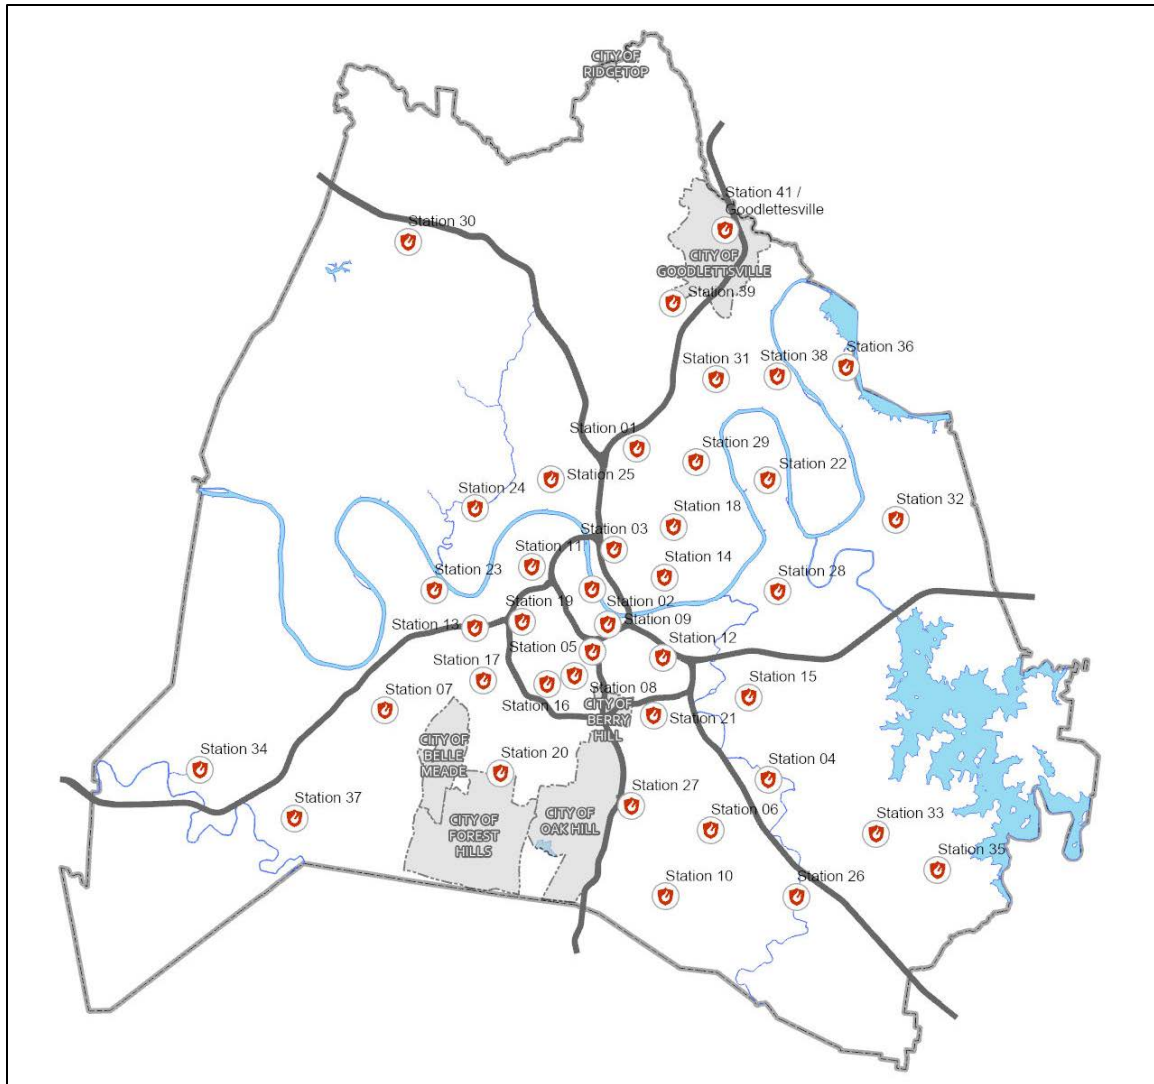 CITY OF
RIDGETOP
Station 41 /
Goodlettesville
Station 30
CITY OF
GOODLETTSVILLE
Station 39
Station 36
Station 31
Station 38
Station 01
Station 29
Station 25
Station 22
Station 24
Station 32
Station 18
Station 03
Station 11
Station 14
Station 23
Station 28
Station 19
Station 02
Station 13
Station 09
Station 12
Station 05
Station 17
Station 15
Station 07
Station 16
Station 08
CITY OF
BERRY
HILL
Station 21
CITY OF
BELLE
MEADE
Station 34
Station 20
Station 04
Station 37
Station 27
Station 06
CITY OF
FOREST
HILLS
CITY OF
OAK HILL
Station 33
Station 35
Station 10
Station 26